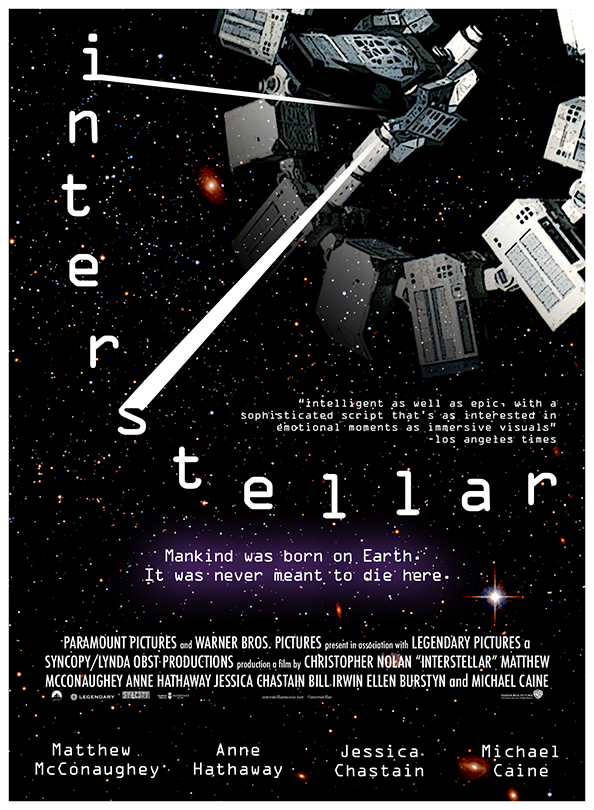 interstellar
"intelligent as well as epic, with a
sophisticated script that's as interested in
emotional moments as immersive visuals"
-los angeles times
Mankind was born on Earth.
It was never meant to die here.
PARAMOUNT PICTURES and WARNER BROS. PICTURES present in association with LEGENDARY PICTURES a
SYNCOPY/LYNDA OBST PRODUCTIONS production a film by CHRISTOPHER NOLAN "INTERSTELLAR" MATTHEW
MCCONAUGHEY ANNE HATHAWAY JESSICA CHASTAIN BILL IRWIN ELLEN BURSTYN and MICHAEL CAINE
LEGENDARY SYNCOPY
Matthew McConaughey
Anne Hathaway
Jessica Chastain
Michael Caine